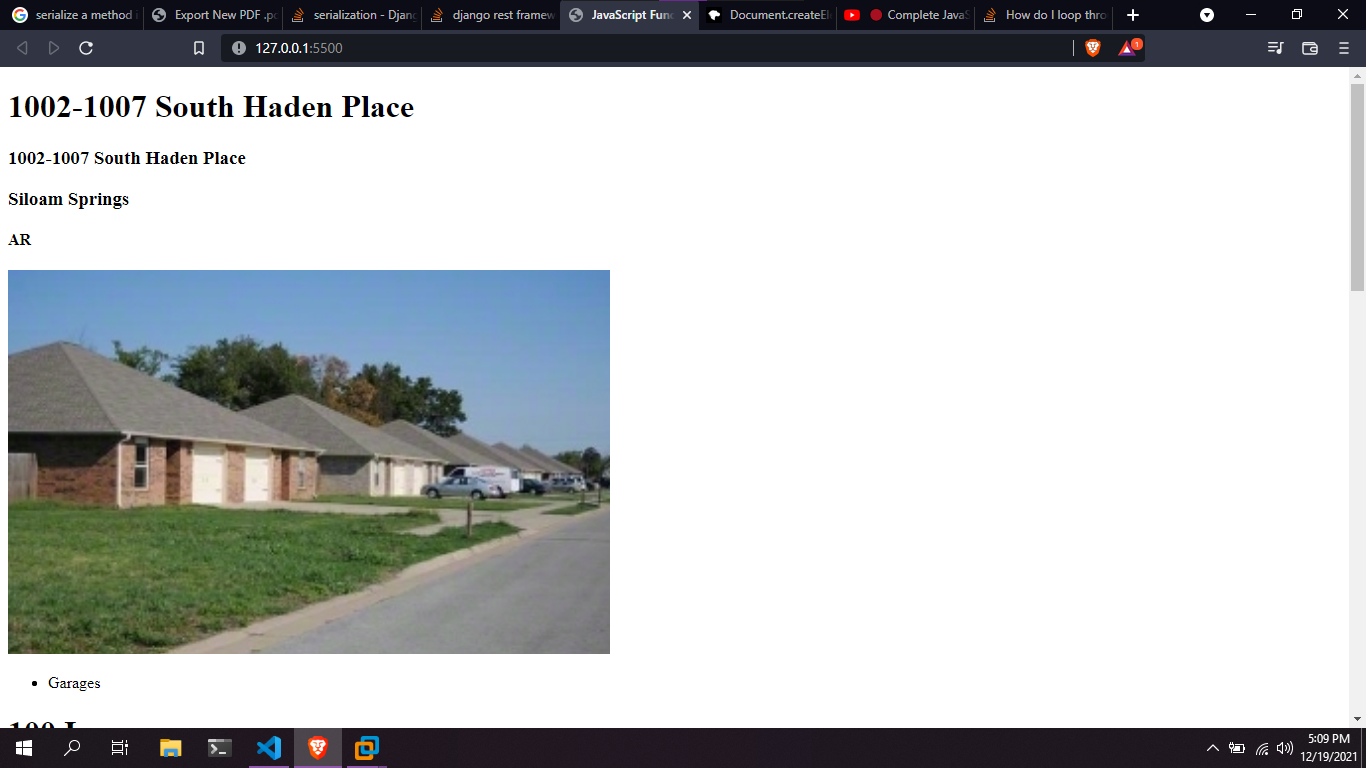 serialize a method i
Export New PDF .pd
serialization - Djang
django rest framew
JavaScript Func
Document.createEl
Complete JavaS
How do I loop thro
127.0.0.1:5500
1
1002-1007 South Haden Place
1002-1007 South Haden Place
Siloam Springs
AR
Garages
5:09 PM
12/19/2021